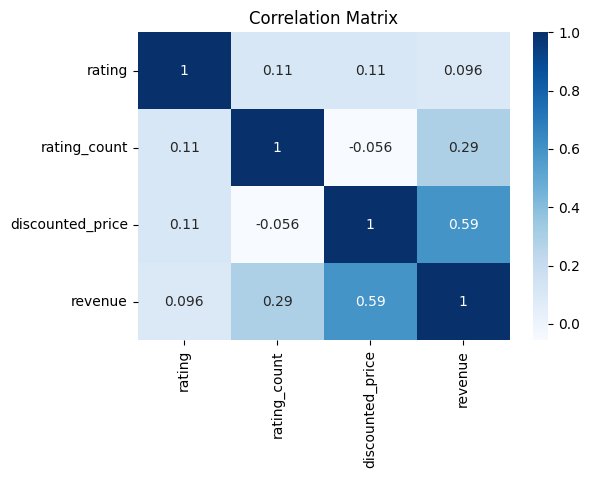 Correlation Matrix
rating 1 0.11 0.11 0.096
rating_count 0.11 1 -0.056 0.29
discounted_price 0.11 -0.056 1 0.59
revenue 0.096 0.29 0.59 1
rating rating_count discounted_price revenue
1.0
0.8
0.6
0.4
0.2
0.0